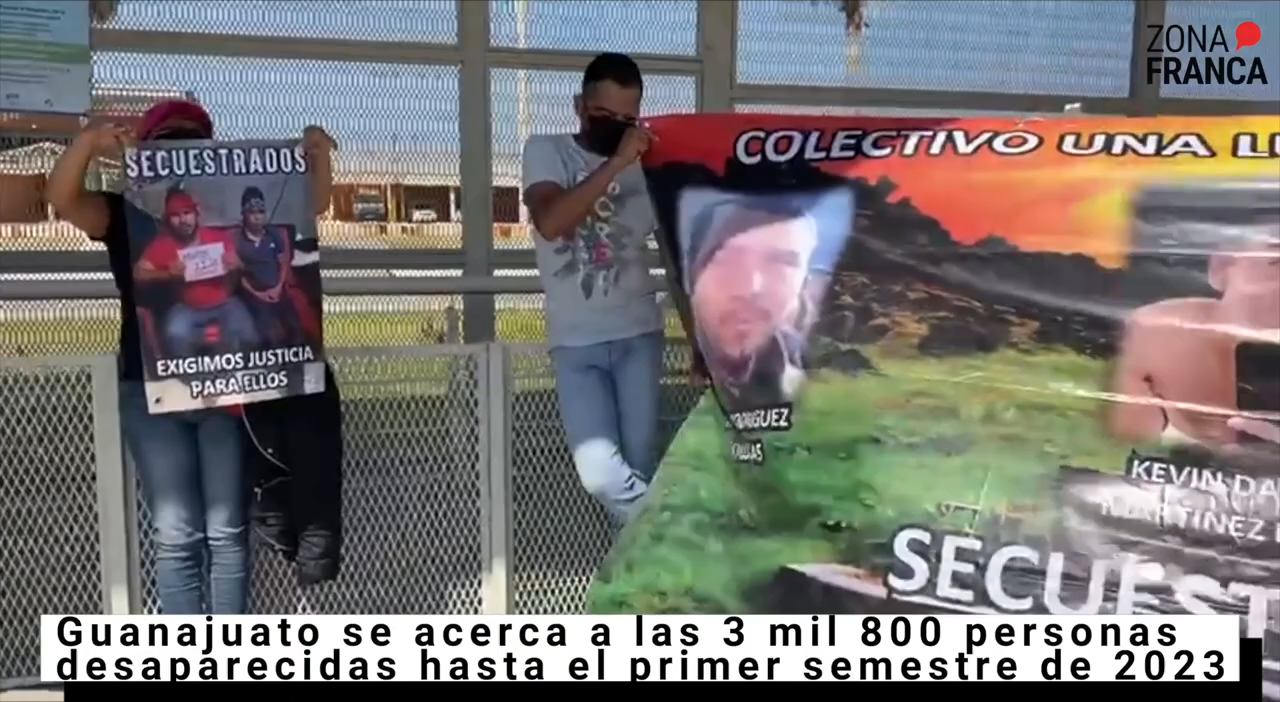 ZONA
FRANCA
SECUESTRADOS
EXIGIMOS JUSTICIA
PARA ELLOS
COLECTIVO UNA
KEVIN DA
MARTINEZ
SECUEST
Guanajuato se acerca a las 3 mil 800 personas
desaparecidas hasta el primer semestre de 2023